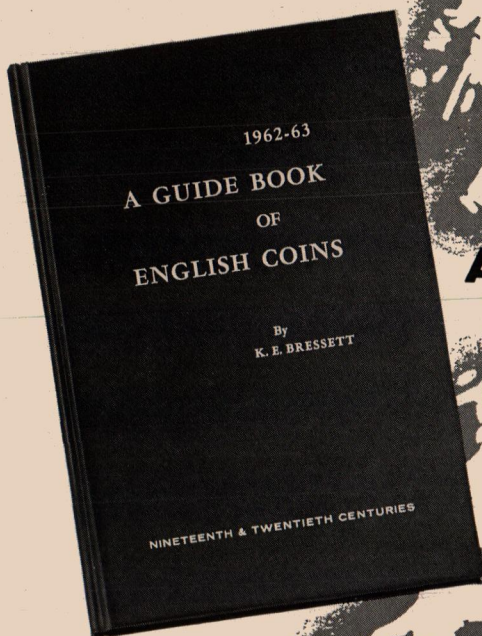 1962-63
A GUIDE BOOK
OF
ENGLISH COINS
By
K. E. BRESSETT
NINETEENTH & TWENTIETH CENTURIES